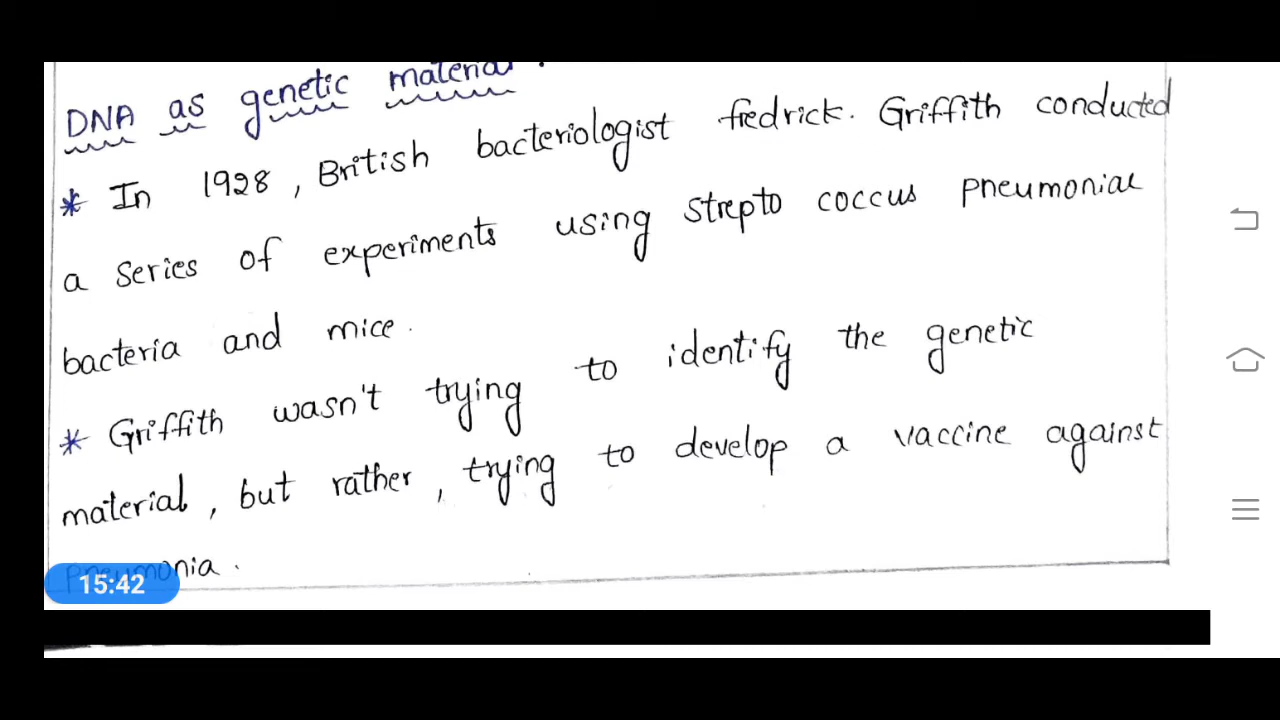 DNA as genetic material :
* In 1928, British bacteriologist fredrick. Griffith conducted
a series of experiments using strepto coccus pneumoniae
bacteria and mice.
* Griffith wasn't trying to identify the genetic
material, but rather, trying to develop a vaccine against
pneumonia.
15:42